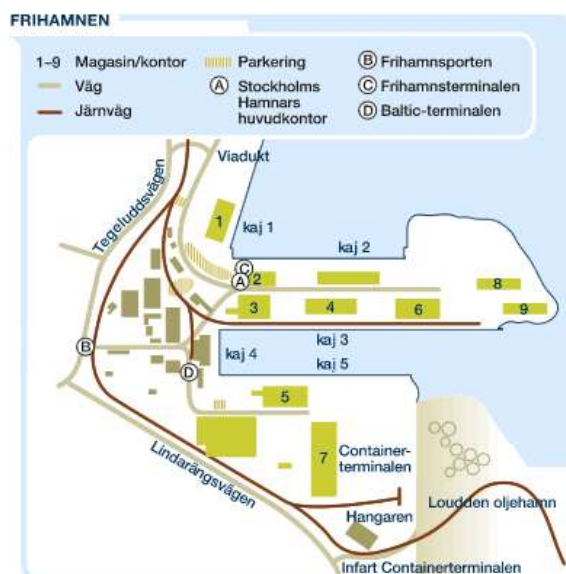 FRIHAMNEN
1–9 Magasin/kontor
Väg
Järnväg
Parkering
A Stockholms
Hamnars
huvudkontor
B Frihamnsporten
C Frihamnsterminalen
D Baltic-terminalen
Viadukt
Tegeluddsvägen
1
kaj 1
kaj 2
C
A
2
8
3
4
6
9
B
kaj 4
kaj 3
D
kaj 5
5
7
Container-
terminalen
Lindarängsvägen
Loudden oljehamn
Hangaren
Infart Containerterminalen